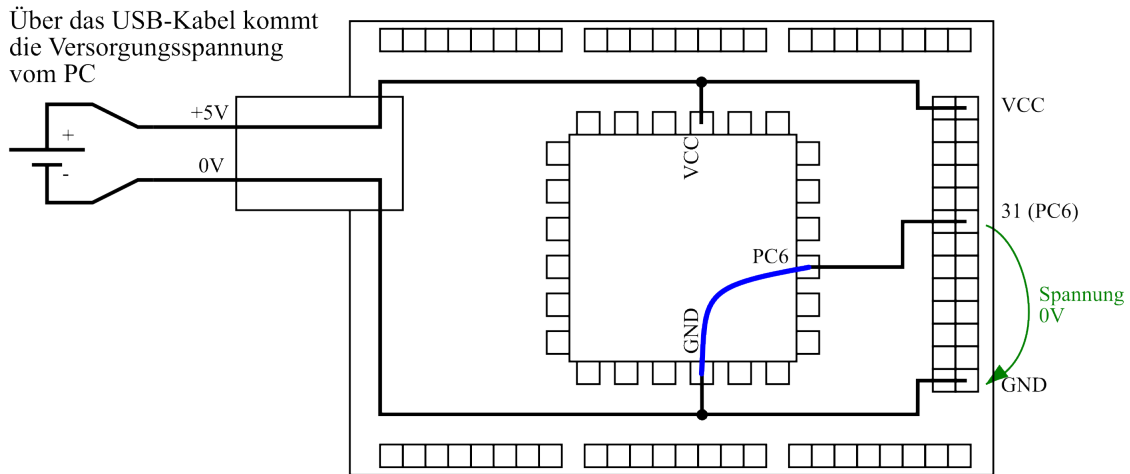 Über das USB-Kabel kommt
die Versorgungsspannung
vom PC
+5V
+
-
0V
VCC
VCC
31 (PC6)
PC6
GND
Spannung
0V
GND